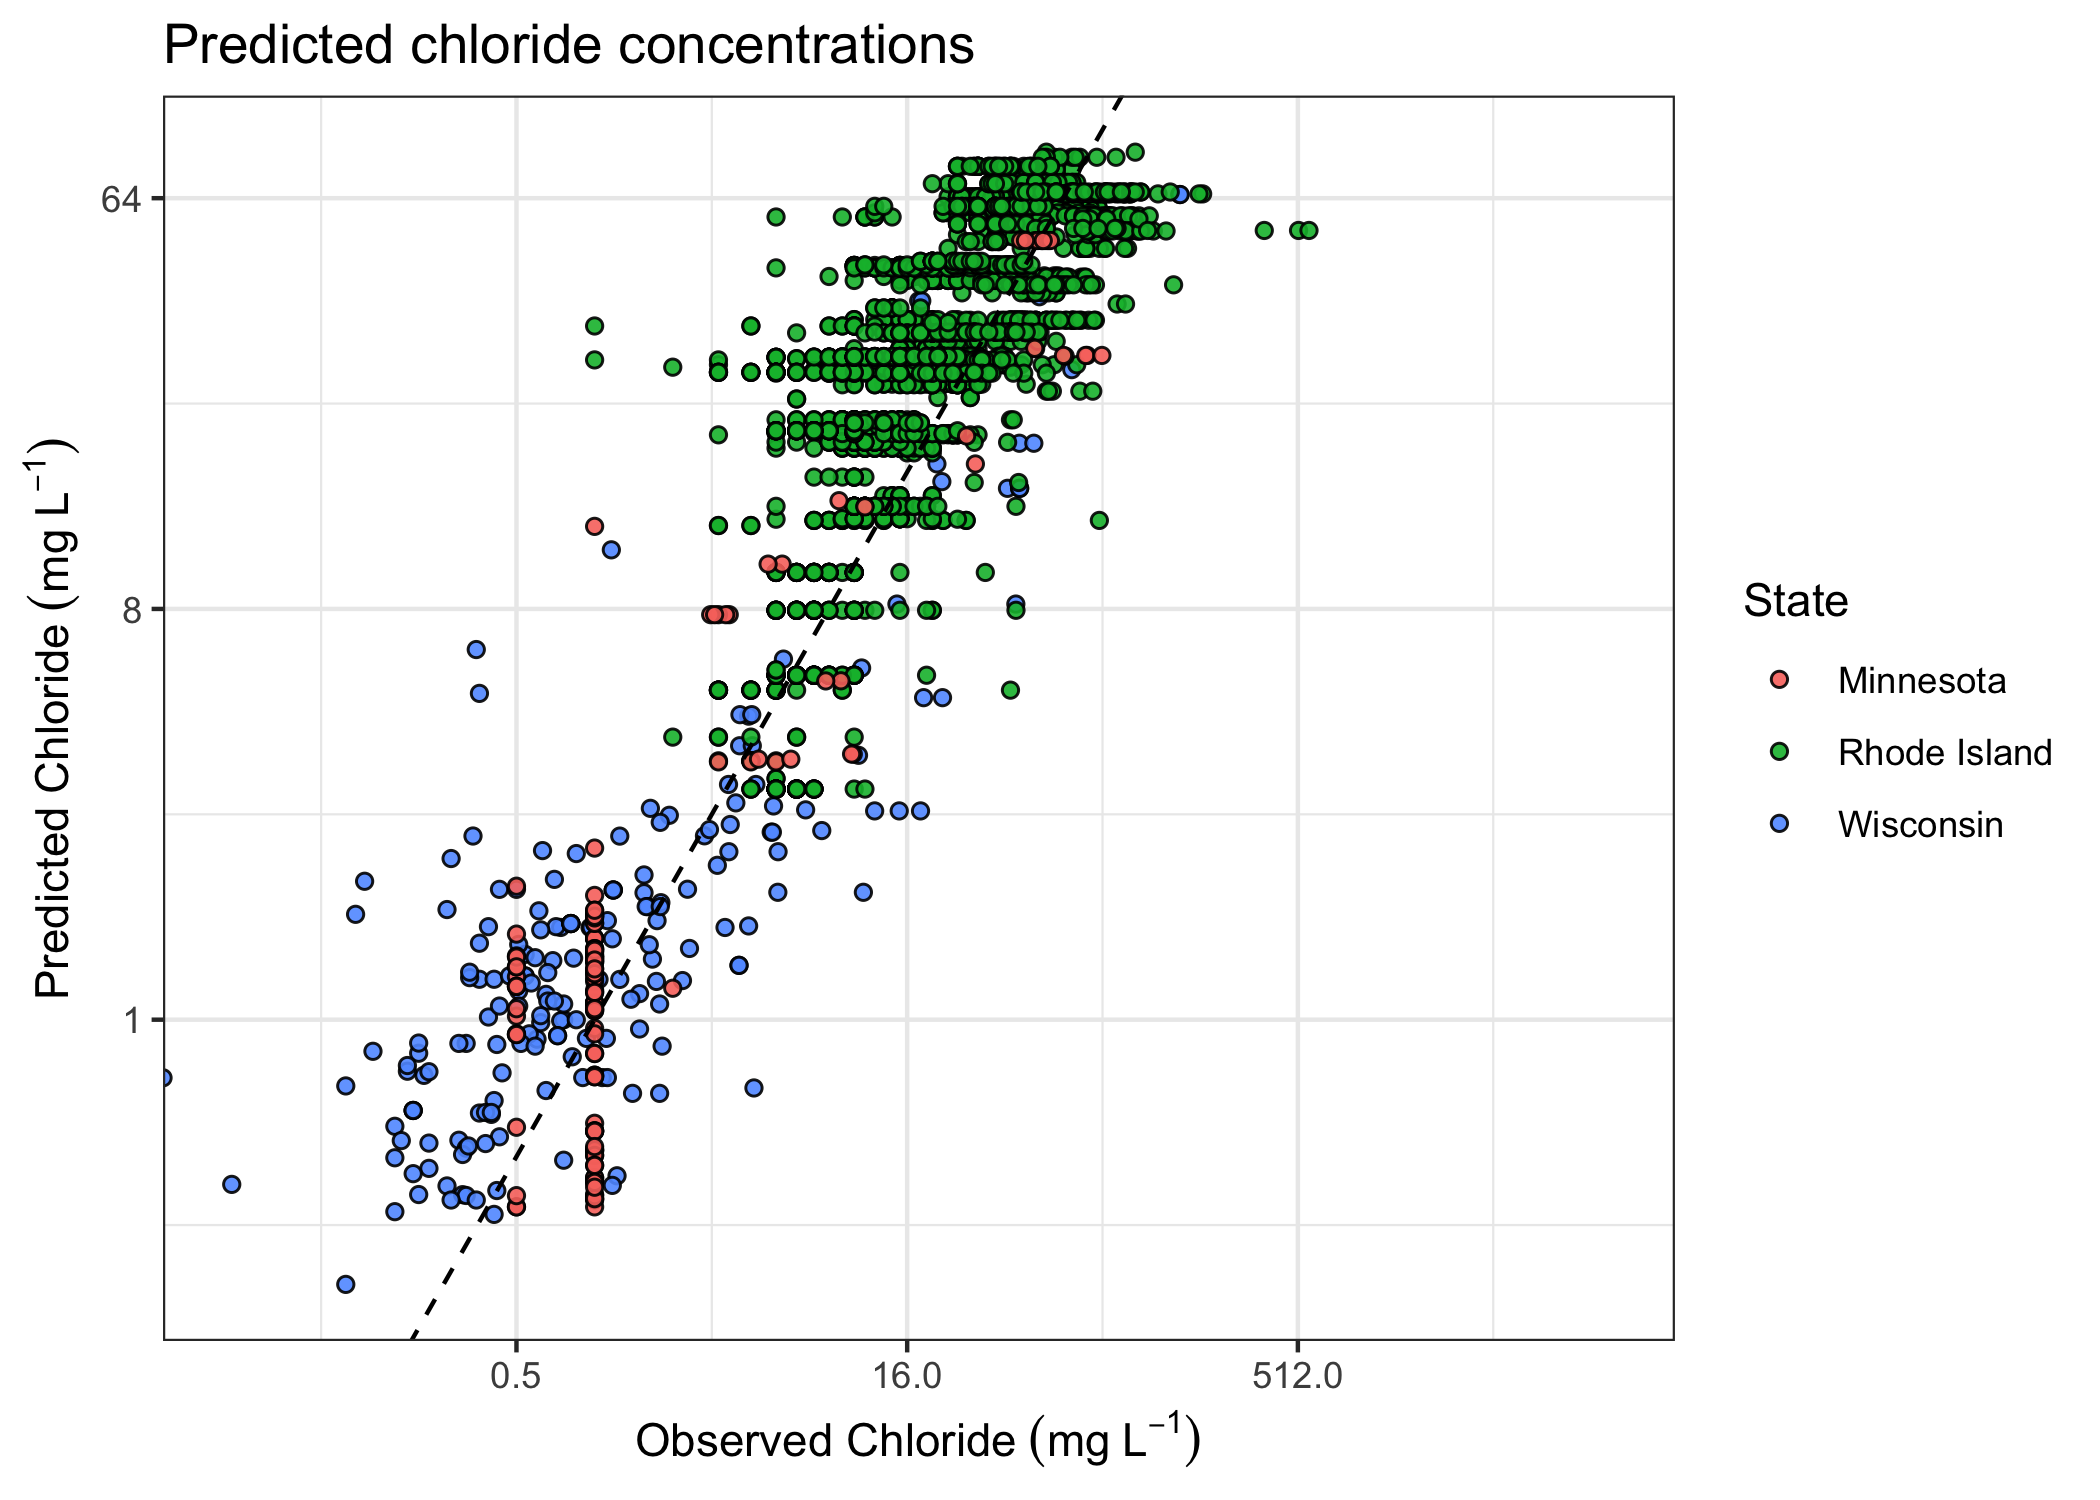 Predicted chloride concentrations
Predicted Chloride (mg L⁻¹)
64
8
1
0.5
16.0
512.0
Observed Chloride (mg L⁻¹)
State
Minnesota
Rhode Island
Wisconsin